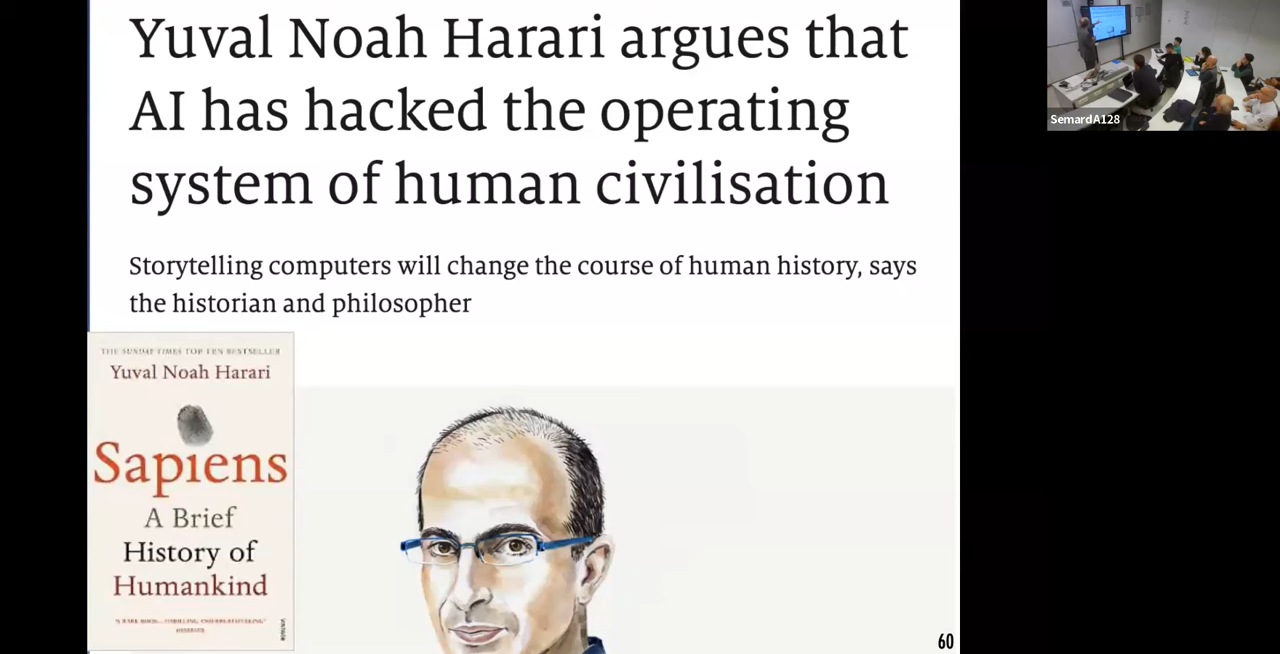 Yuval Noah Harari argues that
AI has hacked the operating
system of human civilisation
Storytelling computers will change the course of human history, says
the historian and philosopher
THE SUNDAY TIMES TOP TEN BESTSELLER
Yuval Noah Harari
Sapiens
A Brief
History of
Humankind
VINTAGE
60
SemardA128